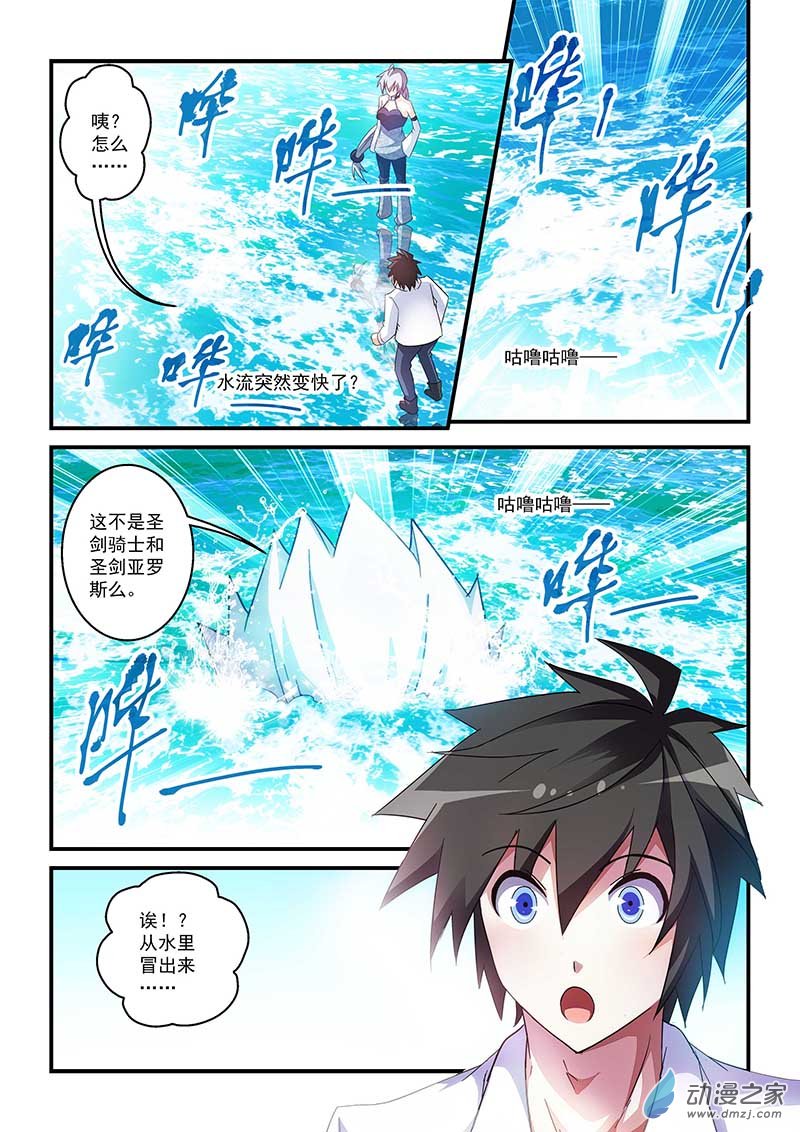 咦？
怎么
……
哗
哗
哗
哗
水流突然变快了？
哗
哗
咕噜咕噜——
这不是圣
剑骑士和
圣剑亚罗
斯么。
咕噜咕噜——
哗
哗
诶！？
从水里
冒出来
……
动漫之家
www.dmzj.com